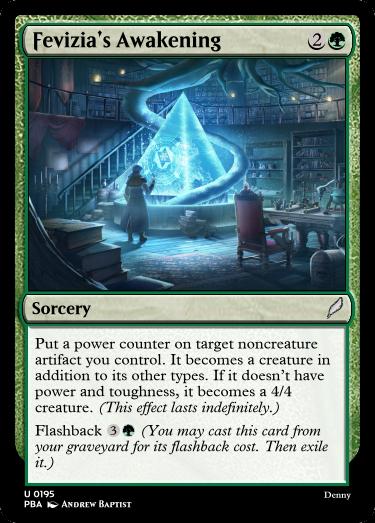 Fevizia's Awakening 2
Sorcery
Put a power counter on target noncreature
artifact you control. It becomes a creature in
addition to its other types. If it doesn't have
power and toughness, it becomes a 4/4
creature. (This effect lasts indefinitely.)
Flashback 3 (You may cast this card from
your graveyard for its flashback cost. Then exile
it.)
U 0195
PBA Andrew Baptist
Denny